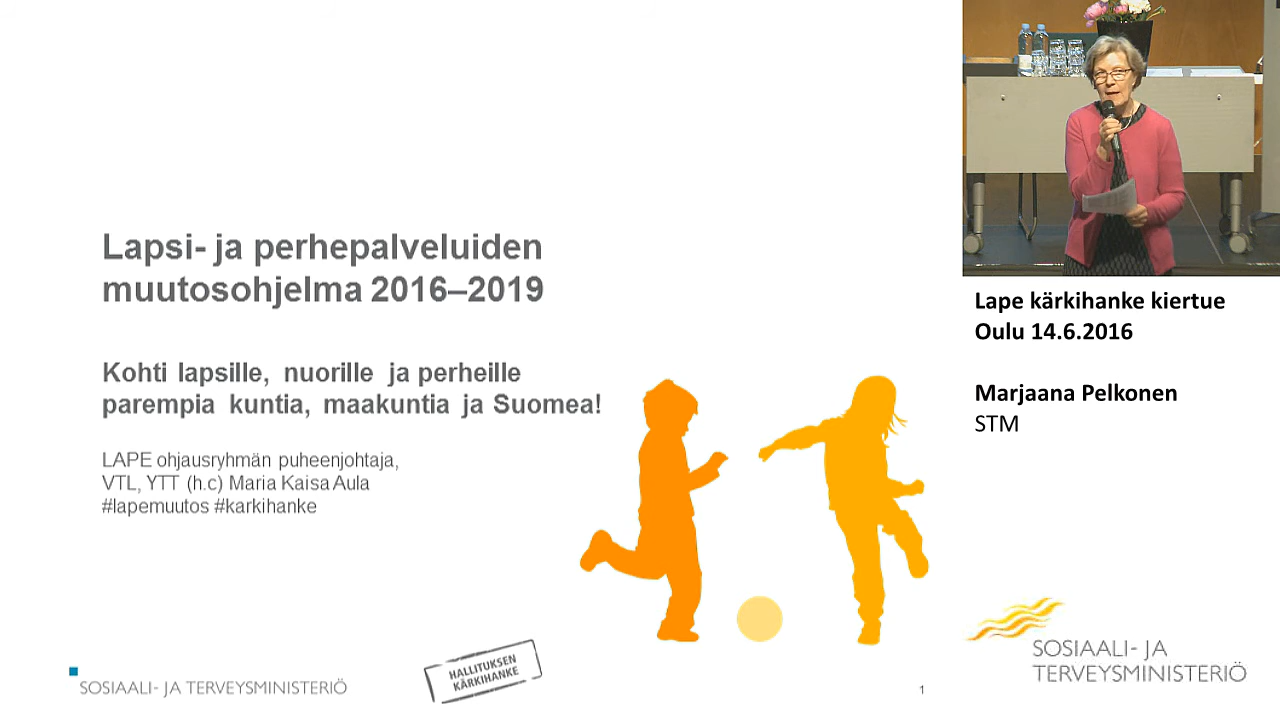 Lapsi- ja perhepalveluiden
muutosohjelma 2016–2019
Kohti lapsille, nuorille ja perheille
parempia kuntia, maakuntia ja Suomea!
LAPE ohjausryhmän puheenjohtaja,
VTL, YTT (h.c) Maria Kaisa Aula
#lapemuutos #karkihanke
SOSIAALI- JA TERVEYSMINISTERIÖ
HALLITUKSEN
KÄRKIHANKE
1
Lape kärkihanke kiertue
Oulu 14.6.2016
Marjaana Pelkonen
STM
SOSIAALI- JA
TERVEYSMINISTERIÖ